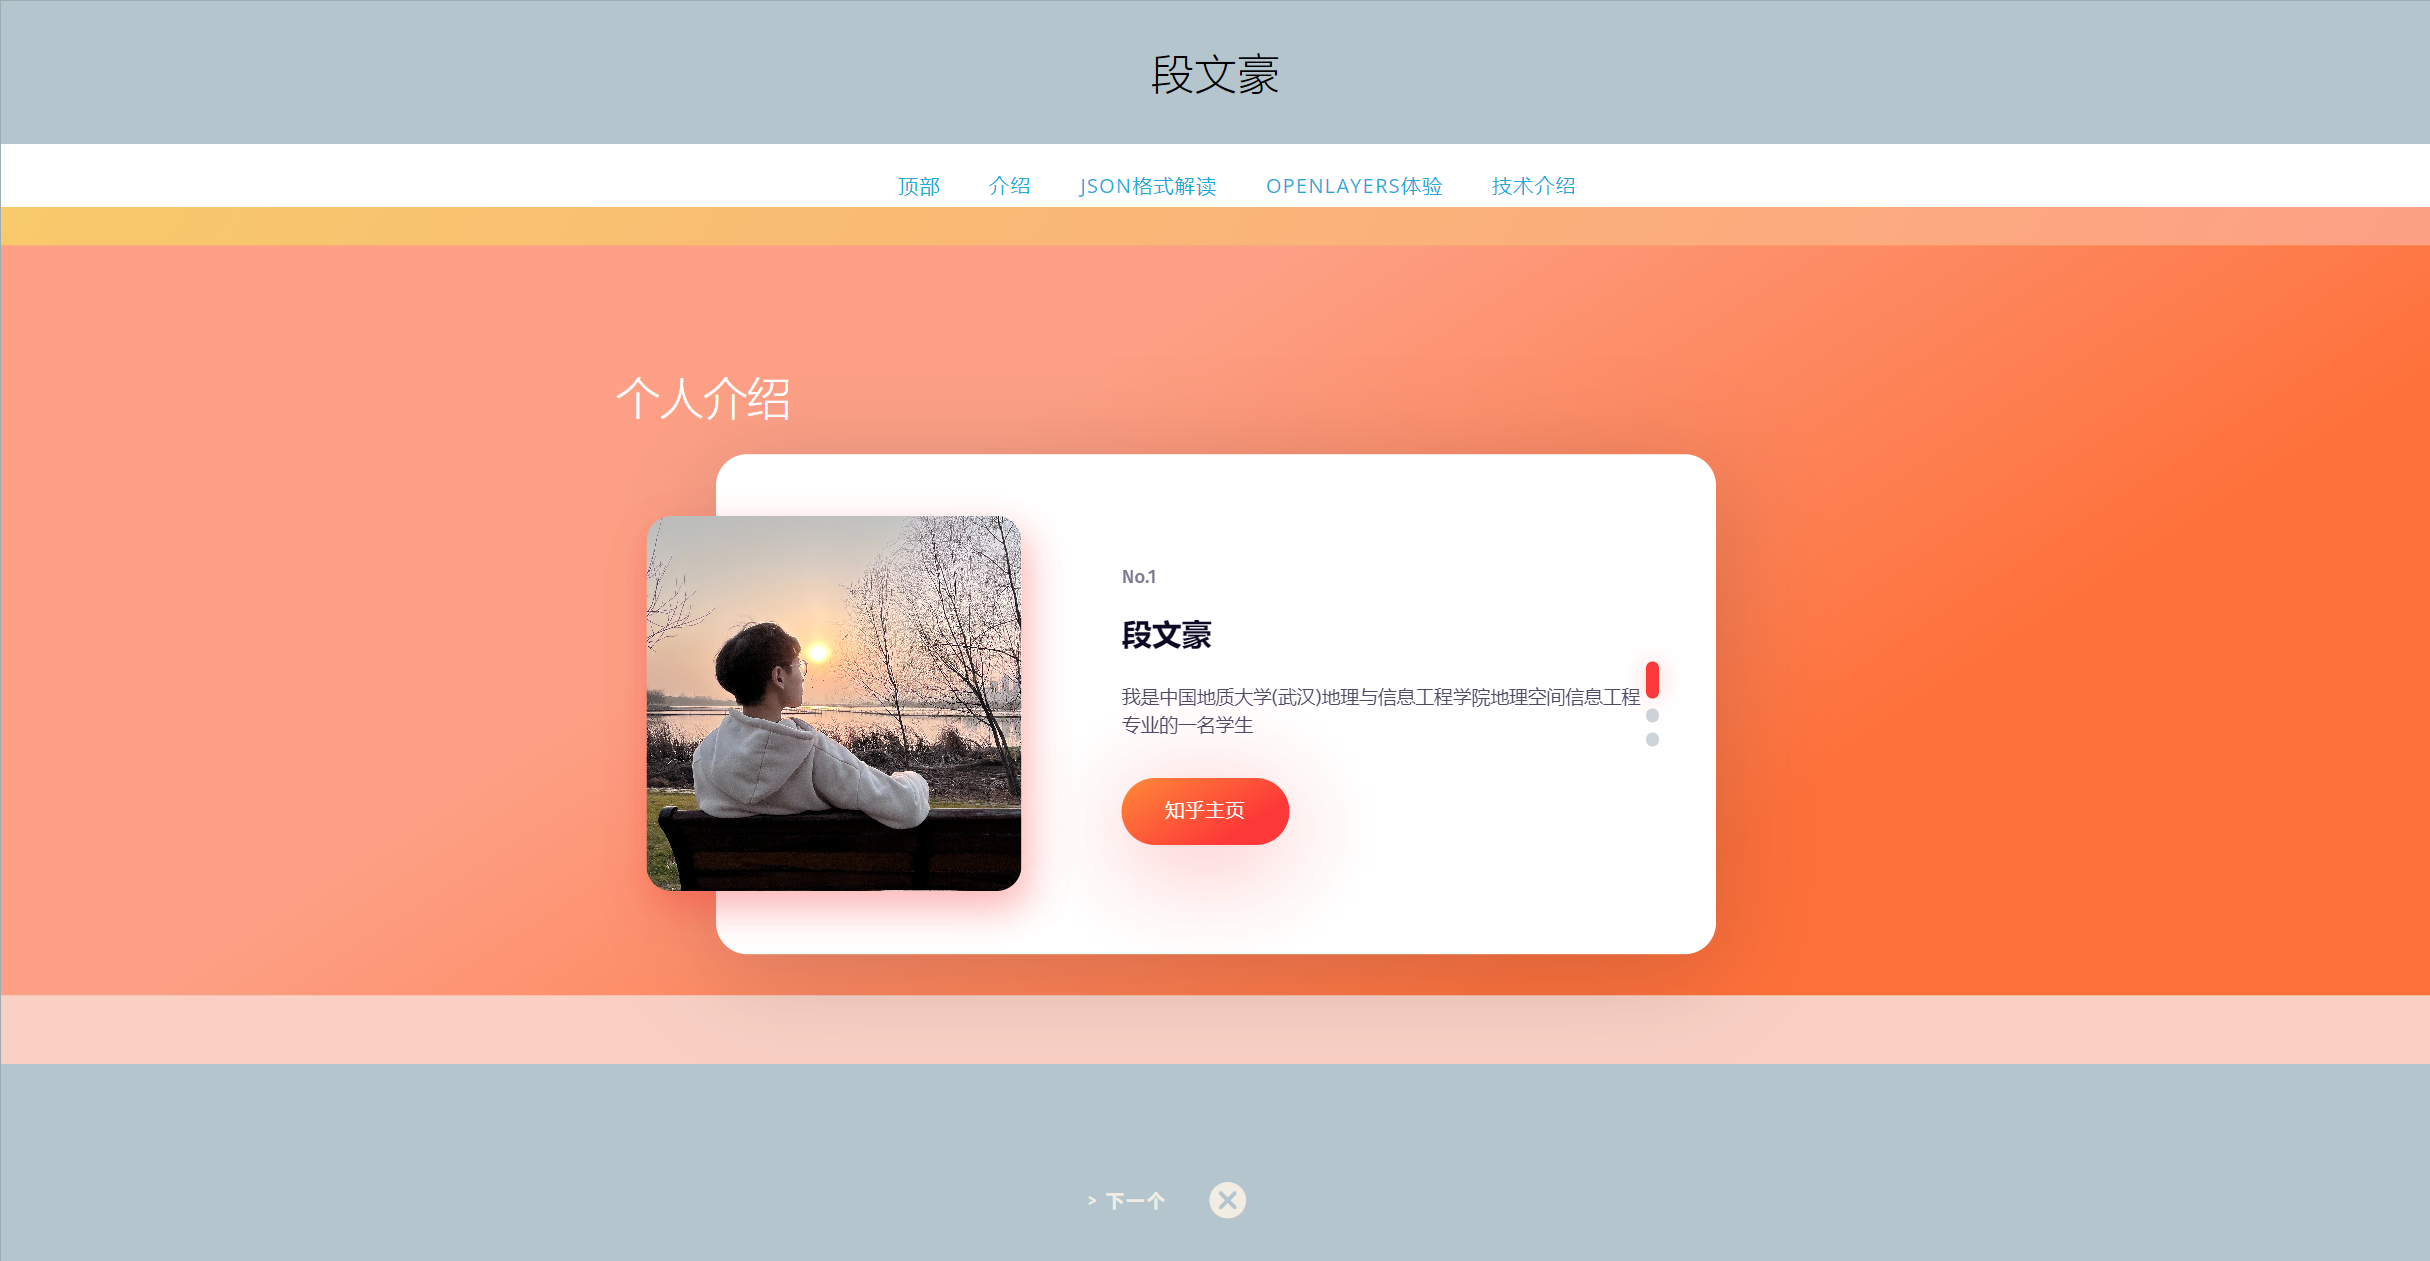 段文豪
顶部 介绍 JSON格式解读 OPENLAYERS体验 技术介绍
个人介绍
No.1
段文豪
我是中国地质大学(武汉)地理与信息工程学院地理空间信息工程
专业的一名学生
知乎主页
> 下一个